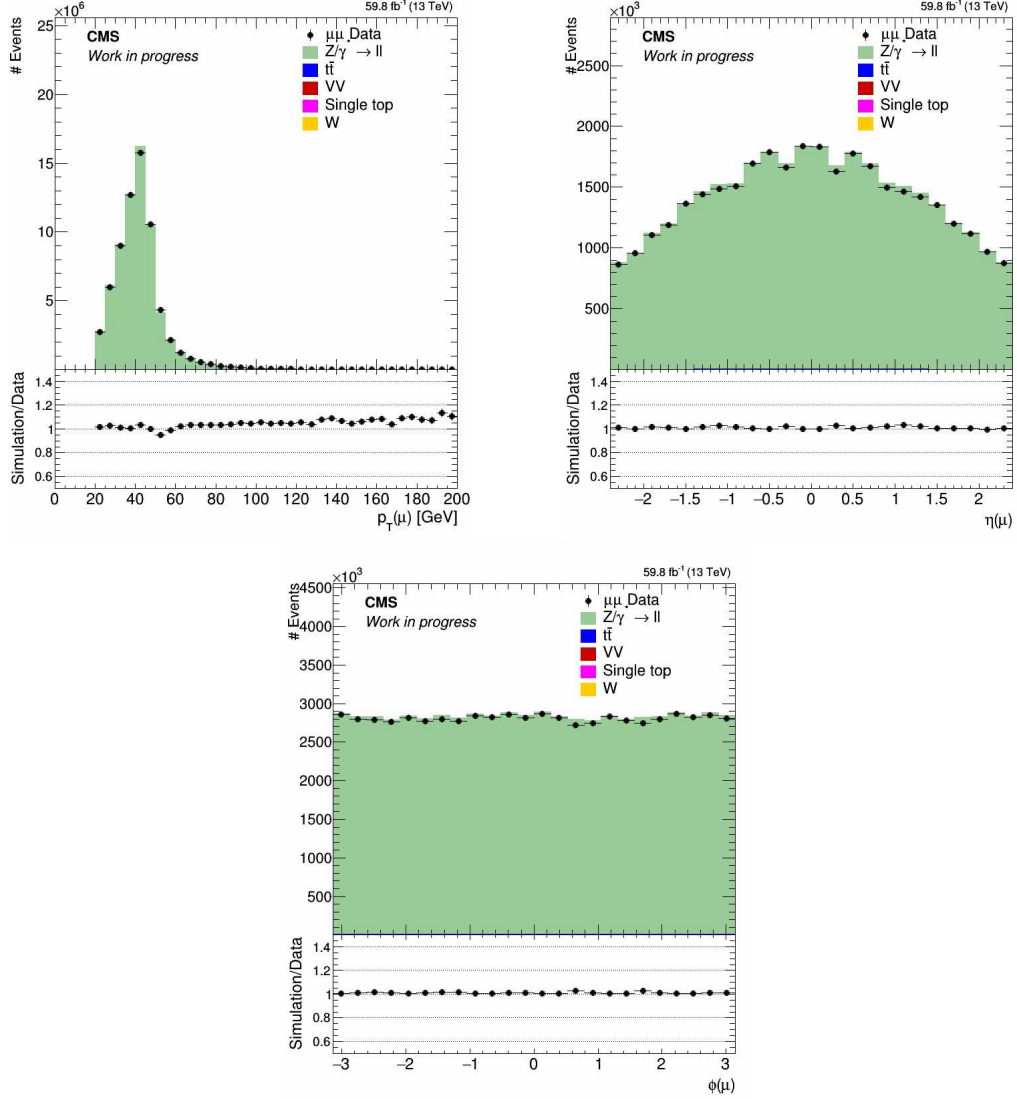 59.8 fb⁻¹ (13 TeV)
×10⁶
# Events
CMS
Work in progress
μμ Data
Z/γ* → ll
tt̄
VV
Single top
W
25
20
15
10
5
Simulation/Data
1.4
1.2
1
0.8
0.6
0 20 40 60 80 100 120 140 160 180 200
p_T(μ) [GeV]
59.8 fb⁻¹ (13 TeV)
×10³
# Events
CMS
Work in progress
μμ Data
Z/γ* → ll
tt̄
VV
Single top
W
2500
2000
1500
1000
500
Simulation/Data
1.4
1.2
1
0.8
0.6
−2 −1.5 −1 −0.5 0 0.5 1 1.5 2
η(μ)
59.8 fb⁻¹ (13 TeV)
×10³
# Events
CMS
Work in progress
μμ Data
Z/γ* → ll
tt̄
VV
Single top
W
4500
4000
3500
3000
2500
2000
1500
1000
500
Simulation/Data
1.4
1.2
1
0.8
0.6
−3 −2 −1 0 1 2 3
ϕ(μ)